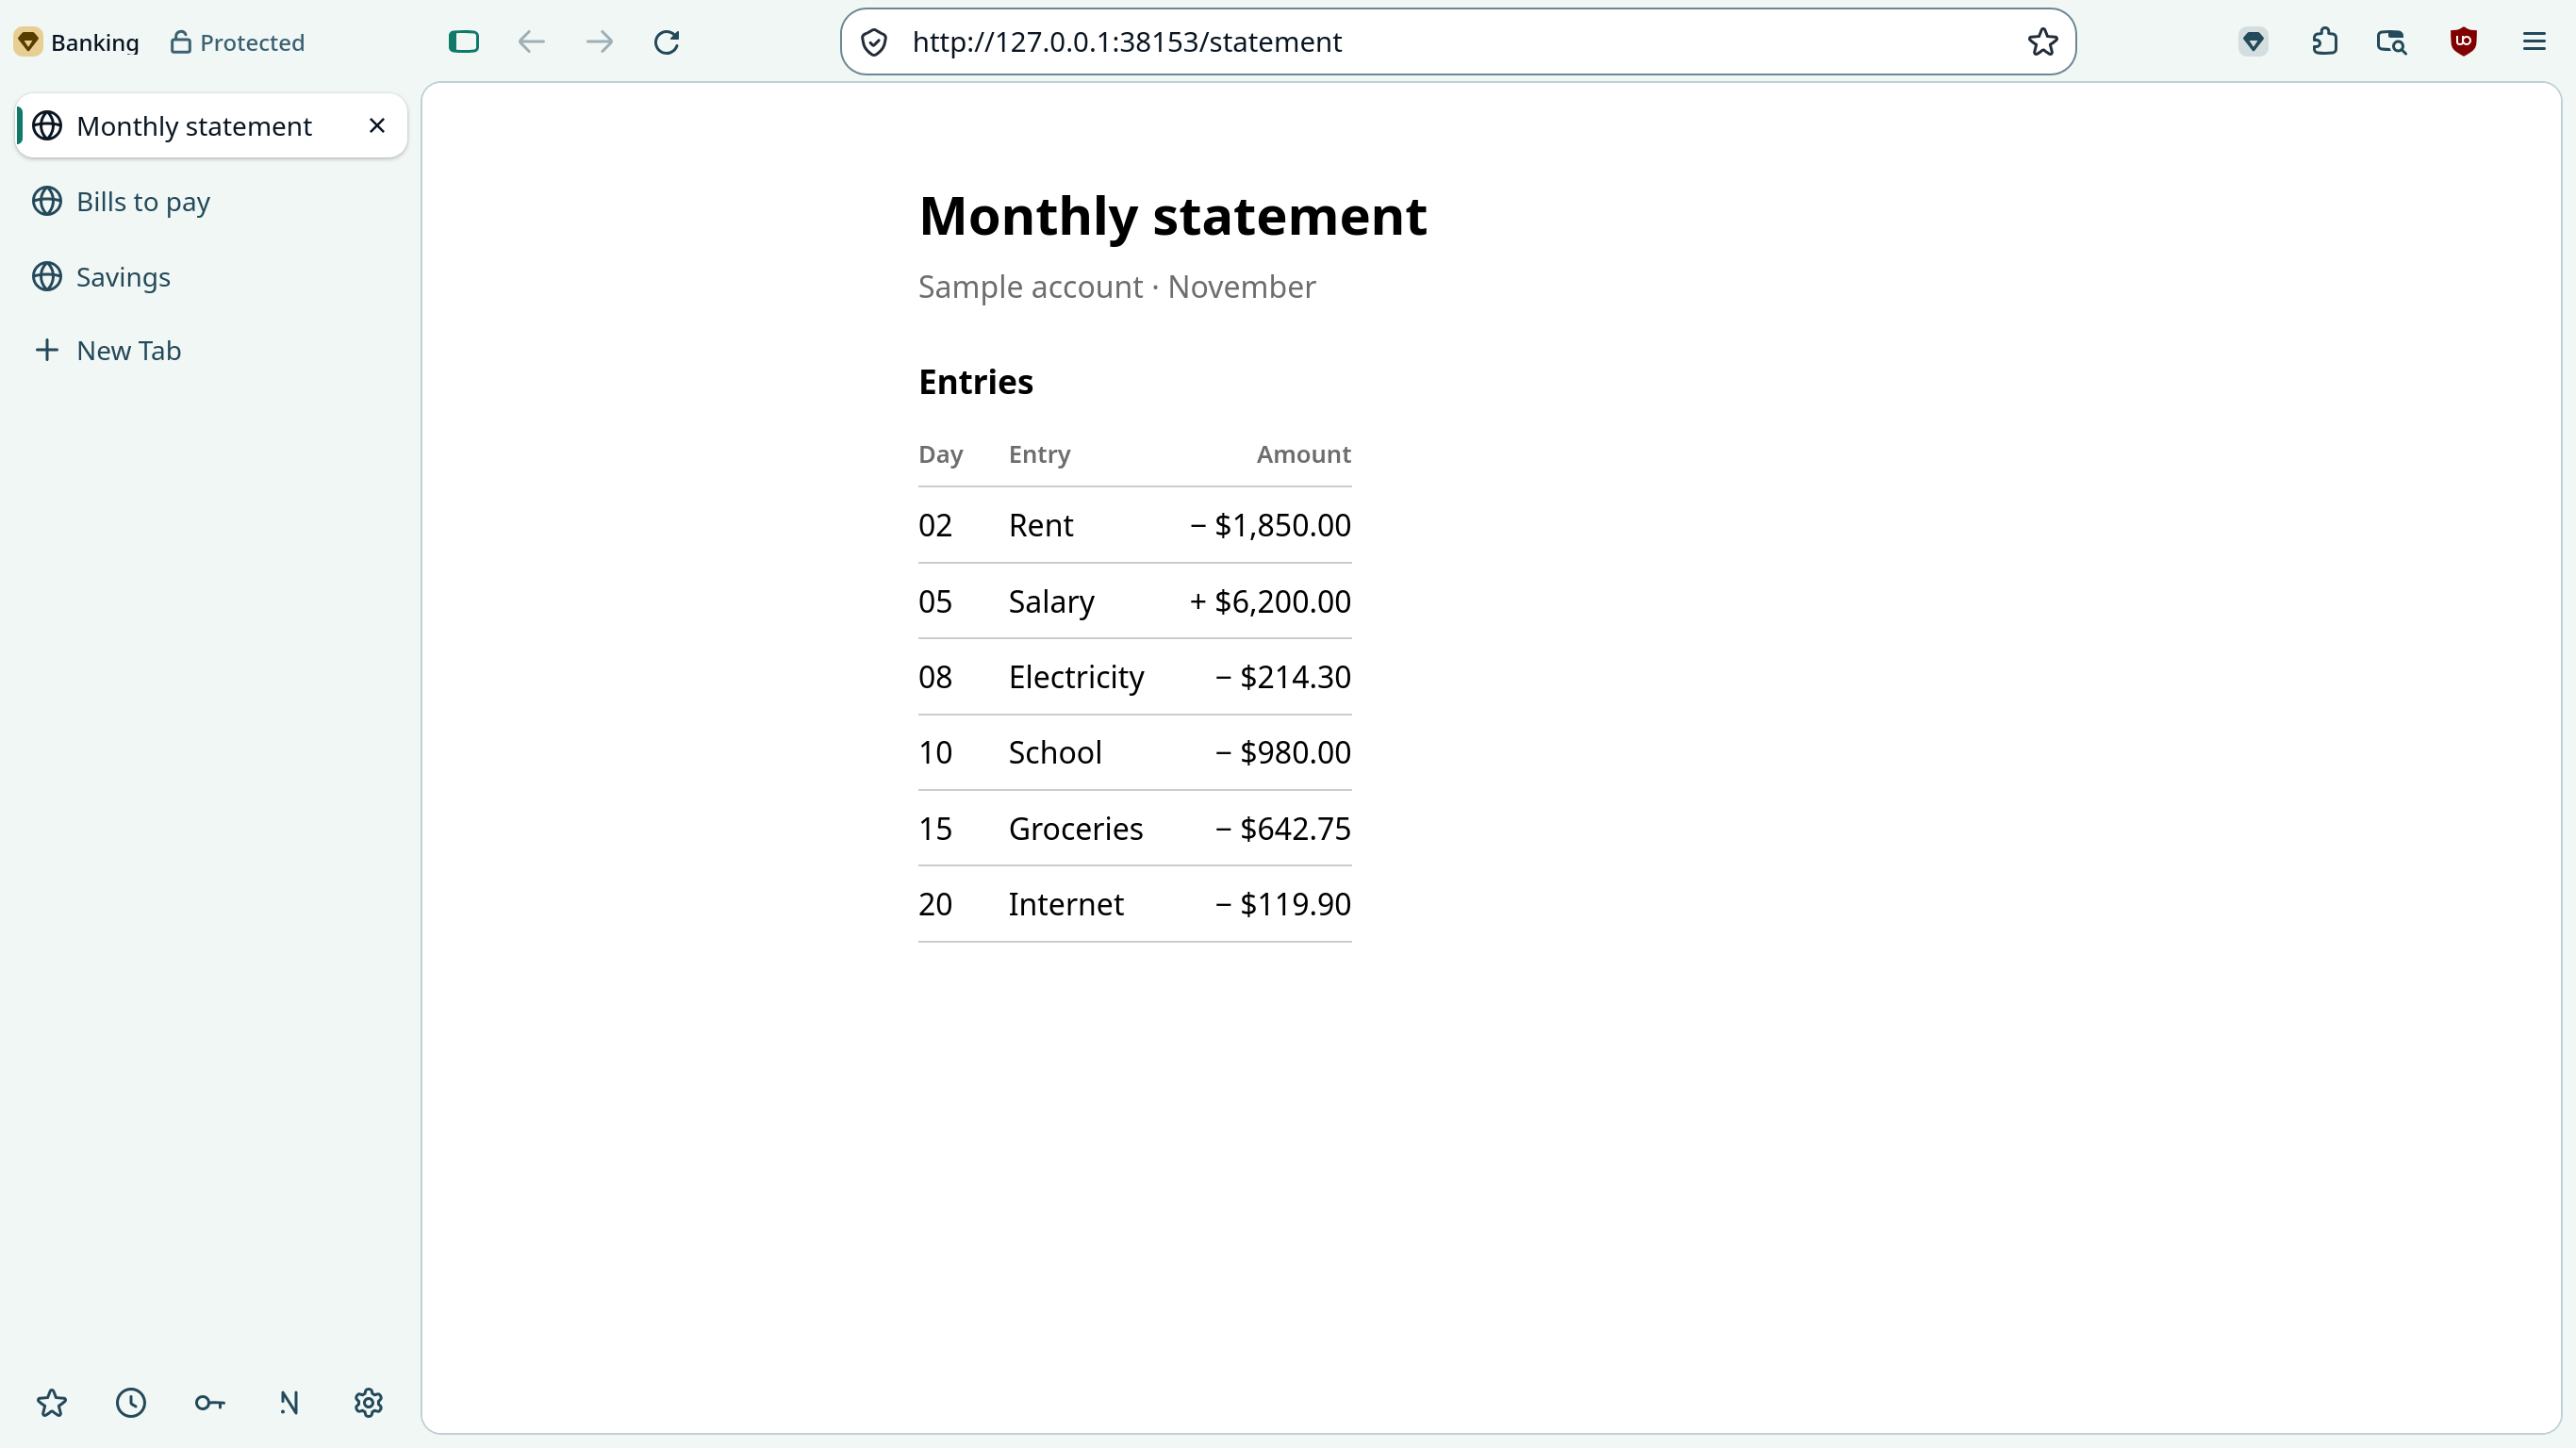 Banking
Protected
http://127.0.0.1:38153/statement
Monthly statement
Bills to pay
Savings
New Tab
Monthly statement
Sample account · November
Entries
Day Entry Amount
02 Rent − $1,850.00
05 Salary + $6,200.00
08 Electricity − $214.30
10 School − $980.00
15 Groceries − $642.75
20 Internet − $119.90